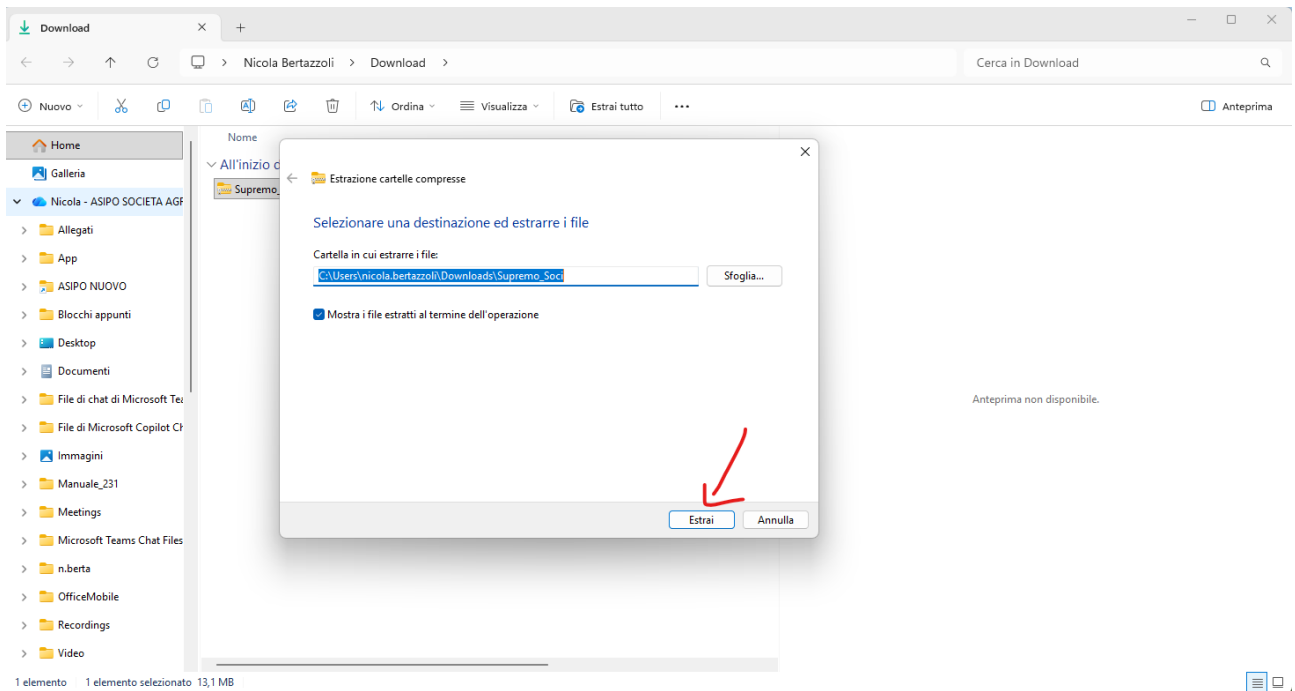 Download
Nicola Bertazzoli > Download >
Cerca in Download
Nuovo
Ordina
Visualizza
Estrai tutto
...
Anteprima
Home
Galleria
Nicola - ASIPO SOCIETA AGR
Allegati
App
ASIPO NUOVO
Blocchi appunti
Desktop
Documenti
File di chat di Microsoft Tea
File di Microsoft Copilot Ch
Immagini
Manuale_231
Meetings
Microsoft Teams Chat Files
n.berta
OfficeMobile
Recordings
Video
Nome
All'inizio d
Supremo_
Estrazione cartelle compresse
Selezionare una destinazione ed estrarre i file
Cartella in cui estrarre i file:
C:\Users\nicola.bertazzoli\Downloads\Supremo_Soci
Sfoglia...
Mostra i file estratti al termine dell'operazione
Estrai
Annulla
Anteprima non disponibile.
1 elemento
1 elemento selezionato 13,1 MB